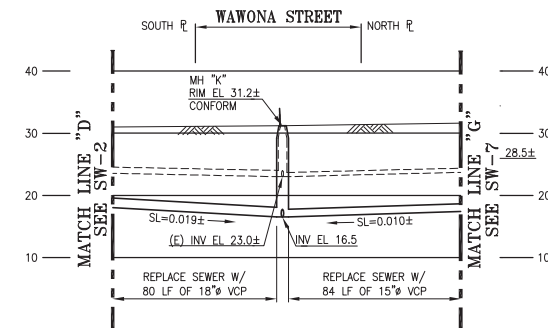 WAWONA STREET
SOUTH ⅊
NORTH ⅊
40
40
MH "K"
RIM EL 31.2±
CONFORM
30
30
28.5±
MATCH LINE "D"
SEE SW-2
MATCH LINE "G"
SEE SW-7
20
20
SL=0.019±
SL=0.010±
(E) INV EL 23.0±
INV EL 16.5
10
10
REPLACE SEWER W/
80 LF OF 18"ø VCP
REPLACE SEWER W/
84 LF OF 15"ø VCP